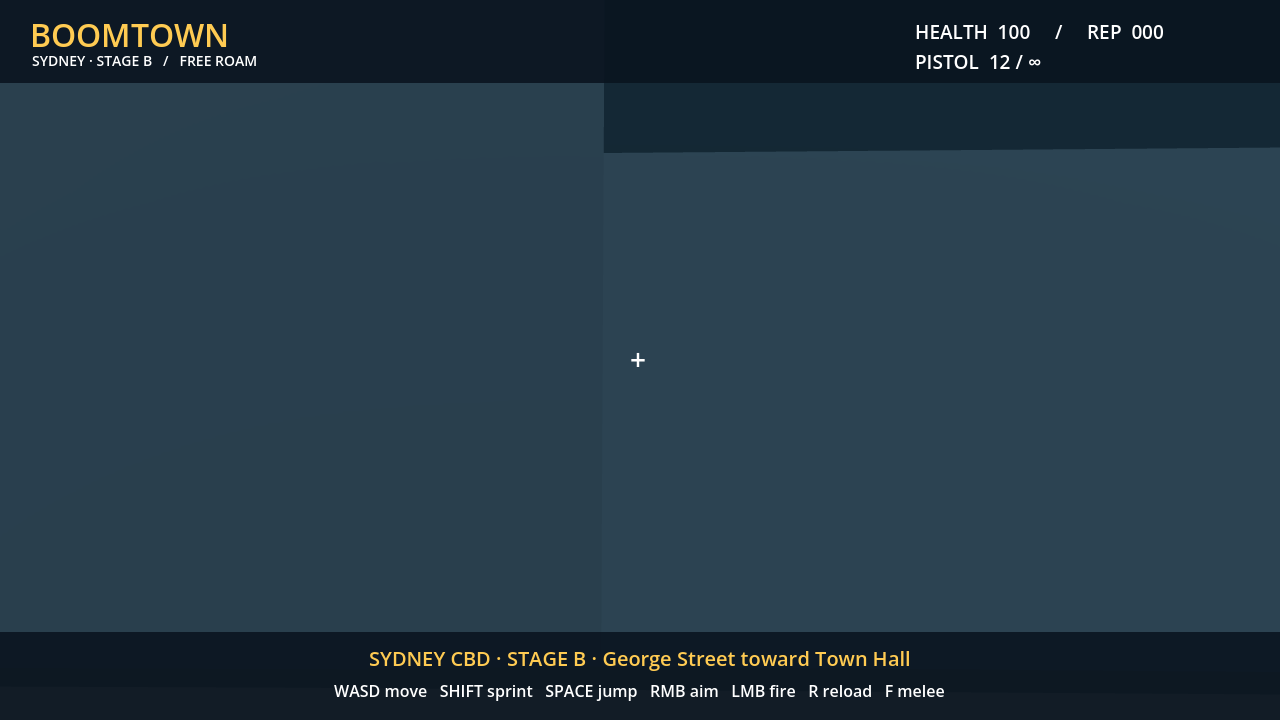 BOOMTOWN
SYDNEY · STAGE B / FREE ROAM
HEALTH 100 / REP 000
PISTOL 12 / ∞
+
SYDNEY CBD · STAGE B · George Street toward Town Hall
WASD move SHIFT sprint SPACE jump RMB aim LMB fire R reload F melee